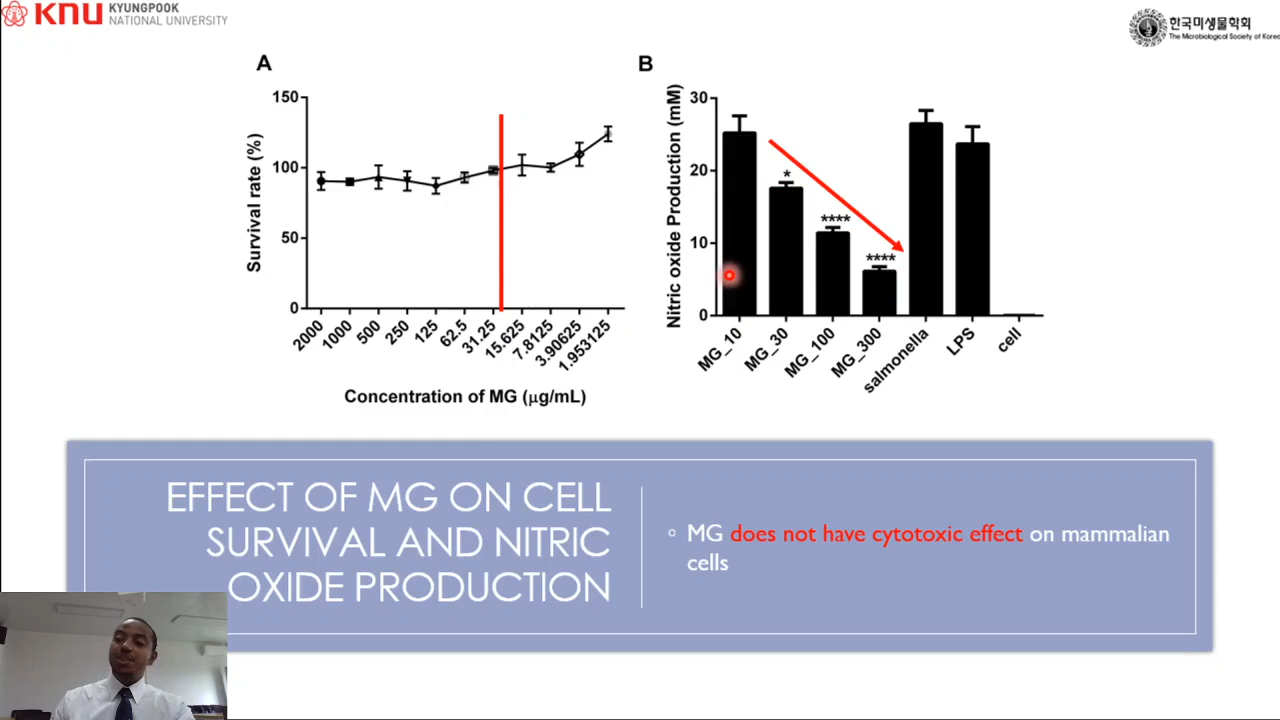 KNU KYUNGPOOK
NATIONAL UNIVERSITY
한국미생물학회
The Microbiological Society of Korea
A
150
100
50
0
Survival rate (%)
2000
1000
500
250
125
62.5
31.25
15.625
7.8125
3.90625
1.953125
Concentration of MG (μg/mL)
B
30
20
10
0
Nitric oxide Production (mM)
*
****
****
MG_10
MG_30
MG_100
MG_300
salmonella
LPS
cell
EFFECT OF MG ON CELL
SURVIVAL AND NITRIC
OXIDE PRODUCTION
MG does not have cytotoxic effect on mammalian
cells